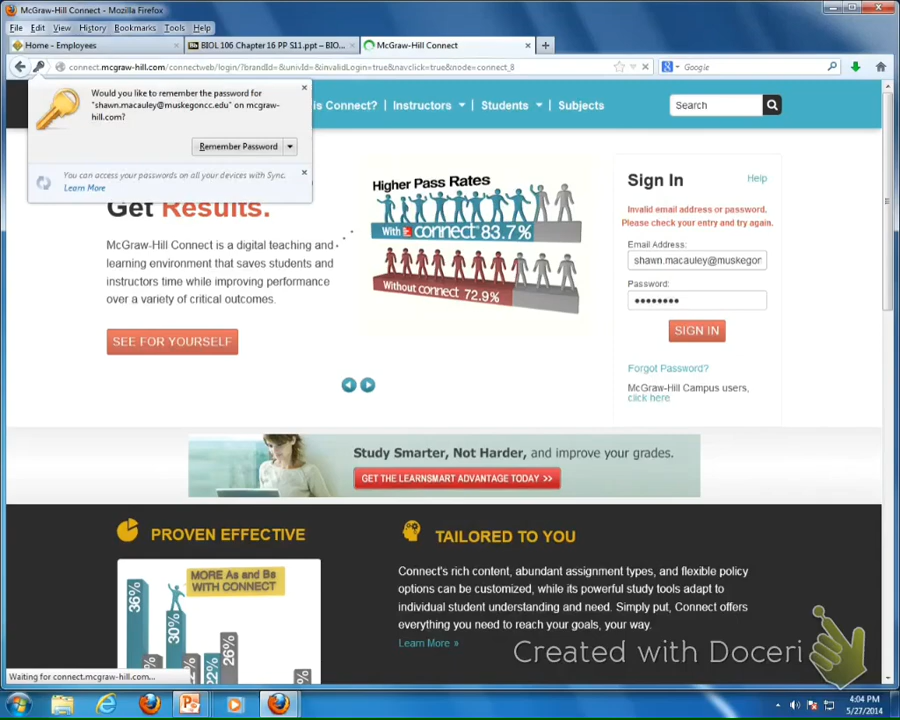 McGraw-Hill Connect - Mozilla Firefox
File Edit View History Bookmarks Tools Help
Home - Employees
BIOL 106 Chapter 16 PP S11.ppt – BIO...
McGraw-Hill Connect
connect.mcgraw-hill.com/connectweb/login/?brandId=&univId=&invalidLogin=true&navclick=true&node=connect_8
Google
Would you like to remember the password for
"shawn.macauley@muskegoncc.edu" on mcgraw-
hill.com?
Remember Password
You can access your passwords on all your devices with Sync.
Learn More
is Connect? Instructors Students Subjects
Search
Get Results.
McGraw-Hill Connect is a digital teaching and
learning environment that saves students and
instructors time while improving performance
over a variety of critical outcomes.
SEE FOR YOURSELF
Higher Pass Rates
With connect 83.7%
Without connect 72.9%
Sign In
Help
Invalid email address or password.
Please check your entry and try again.
Email Address:
shawn.macauley@muskegon
Password:
SIGN IN
Forgot Password?
McGraw-Hill Campus users,
click here
Study Smarter, Not Harder, and improve your grades.
GET THE LEARNSMART ADVANTAGE TODAY >>
PROVEN EFFECTIVE
MORE As and Bs
WITH CONNECT
36%
30%
22%
26%
TAILORED TO YOU
Connect's rich content, abundant assignment types, and flexible policy
options can be customized, while its powerful study tools adapt to
individual student understanding and need. Simply put, Connect offers
everything you need to reach your goals, your way.
Learn More »
Created with Doceri
Waiting for connect.mcgraw-hill.com...
4:04 PM
5/27/2014